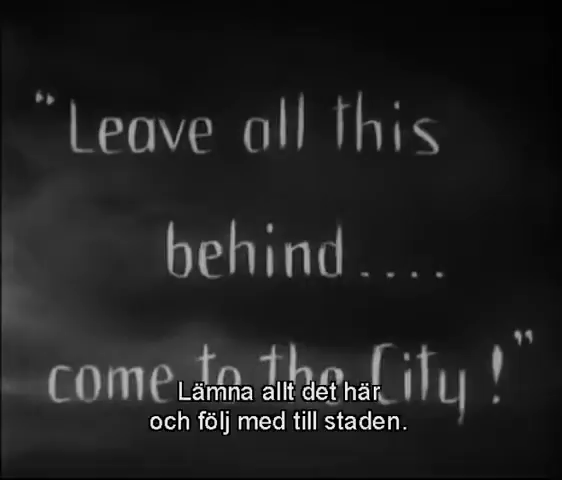 "Leave all this
behind....
come to the City!"
Lämna allt det här
och följ med till staden.